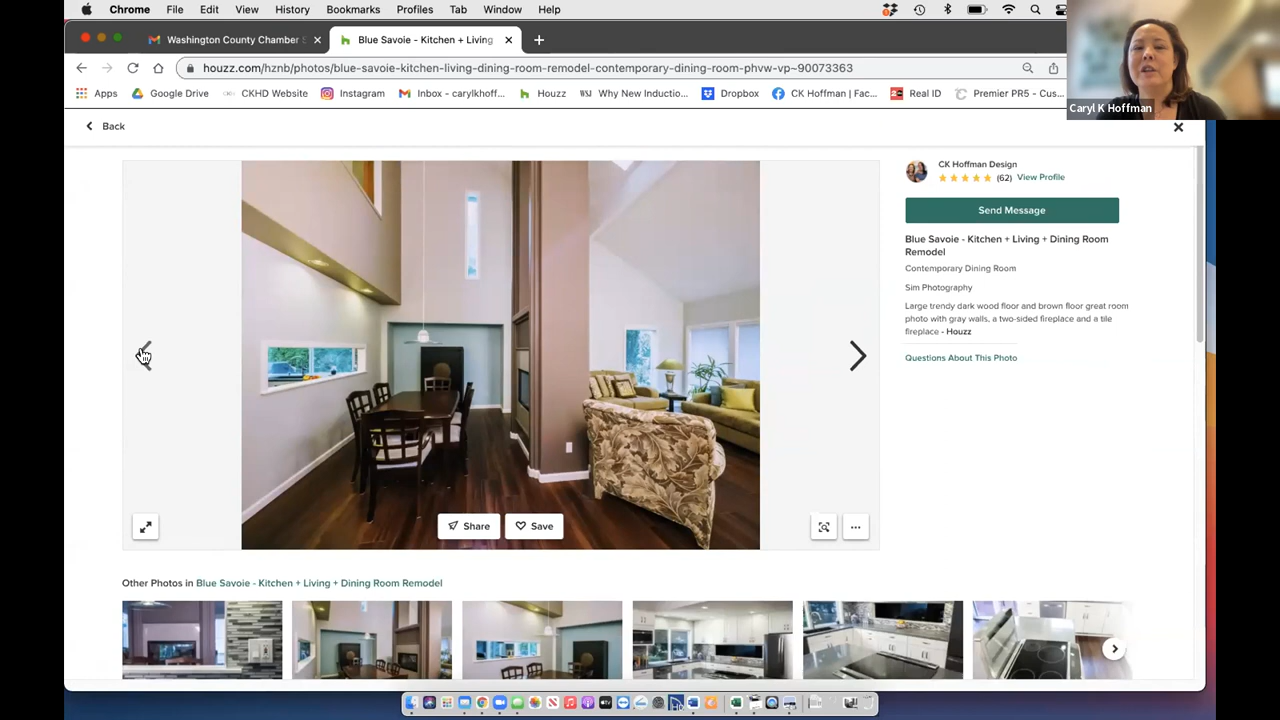 Chrome File Edit View History Bookmarks Profiles Tab Window Help
Washington County Chamber
Blue Savoie - Kitchen + Living
houzz.com/hznb/photos/blue-savoie-kitchen-living-dining-room-remodel-contemporary-dining-room-phvw-vp~90073363
Apps Google Drive CKHD Website Instagram Inbox - carylkhoff... Houzz WSJ Why New Inductio... Dropbox CK Hoffman | Fac... Real ID Premier PR5 - Cus...
Caryl K Hoffman
Back
CK Hoffman Design
(62) View Profile
Send Message
Blue Savoie - Kitchen + Living + Dining Room
Remodel
Contemporary Dining Room
Sim Photography
Large trendy dark wood floor and brown floor great room
photo with gray walls, a two-sided fireplace and a tile
fireplace - Houzz
Questions About This Photo
Share Save
Other Photos in Blue Savoie - Kitchen + Living + Dining Room Remodel